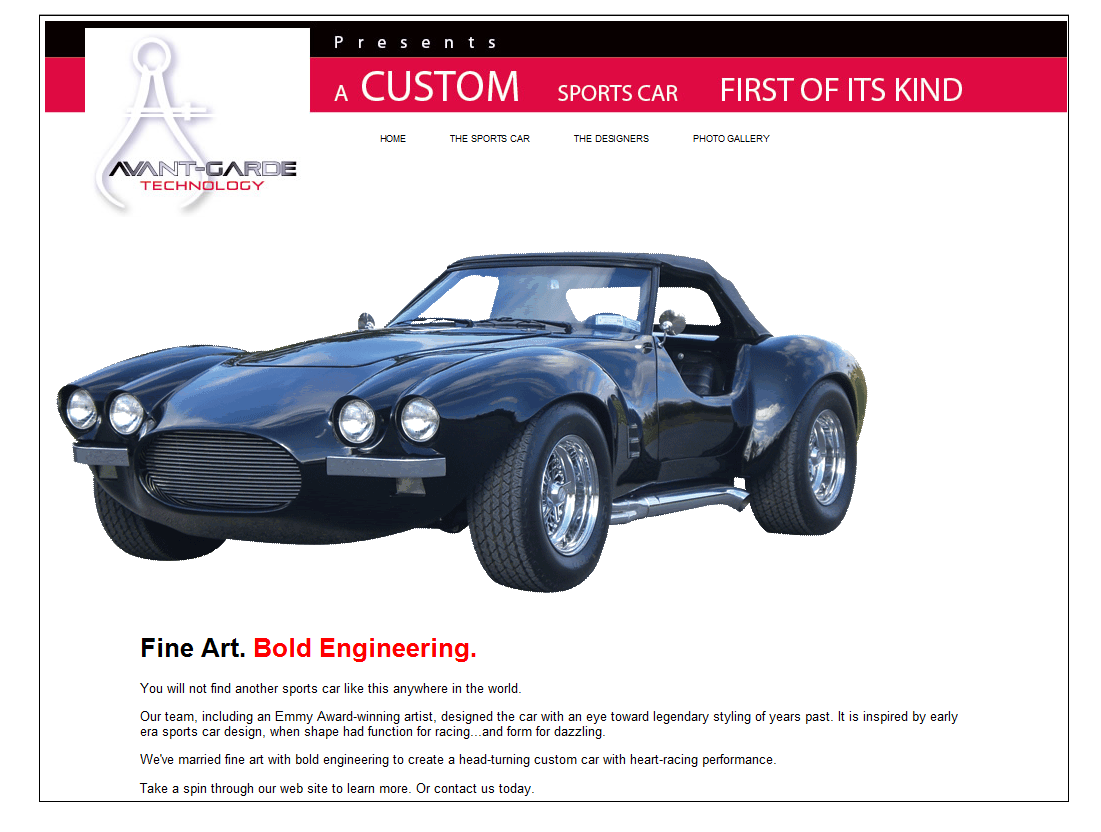 Presents
A CUSTOM SPORTS CAR FIRST OF ITS KIND
HOME THE SPORTS CAR THE DESIGNERS PHOTO GALLERY
AVANT-GARDE
TECHNOLOGY
Fine Art. Bold Engineering.
You will not find another sports car like this anywhere in the world.
Our team, including an Emmy Award-winning artist, designed the car with an eye toward legendary styling of years past. It is inspired by early
era sports car design, when shape had function for racing...and form for dazzling.
We've married fine art with bold engineering to create a head-turning custom car with heart-racing performance.
Take a spin through our web site to learn more. Or contact us today.